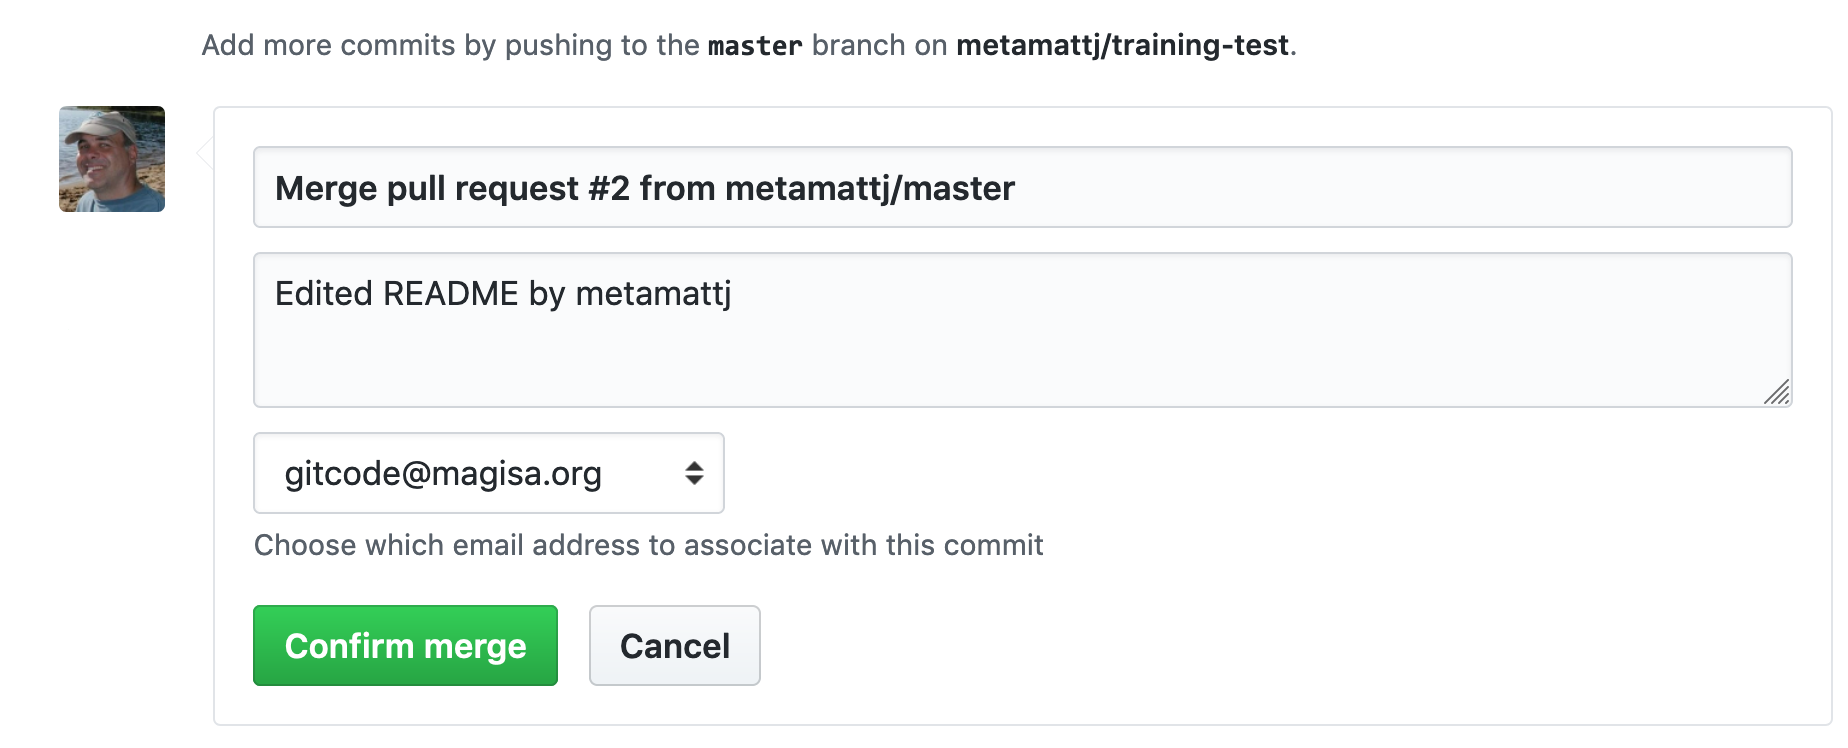 Add more commits by pushing to the master branch on metamattj/training-test.
Merge pull request #2 from metamattj/master
Edited README by metamattj
gitcode@magisa.org
Choose which email address to associate with this commit
Confirm merge
Cancel